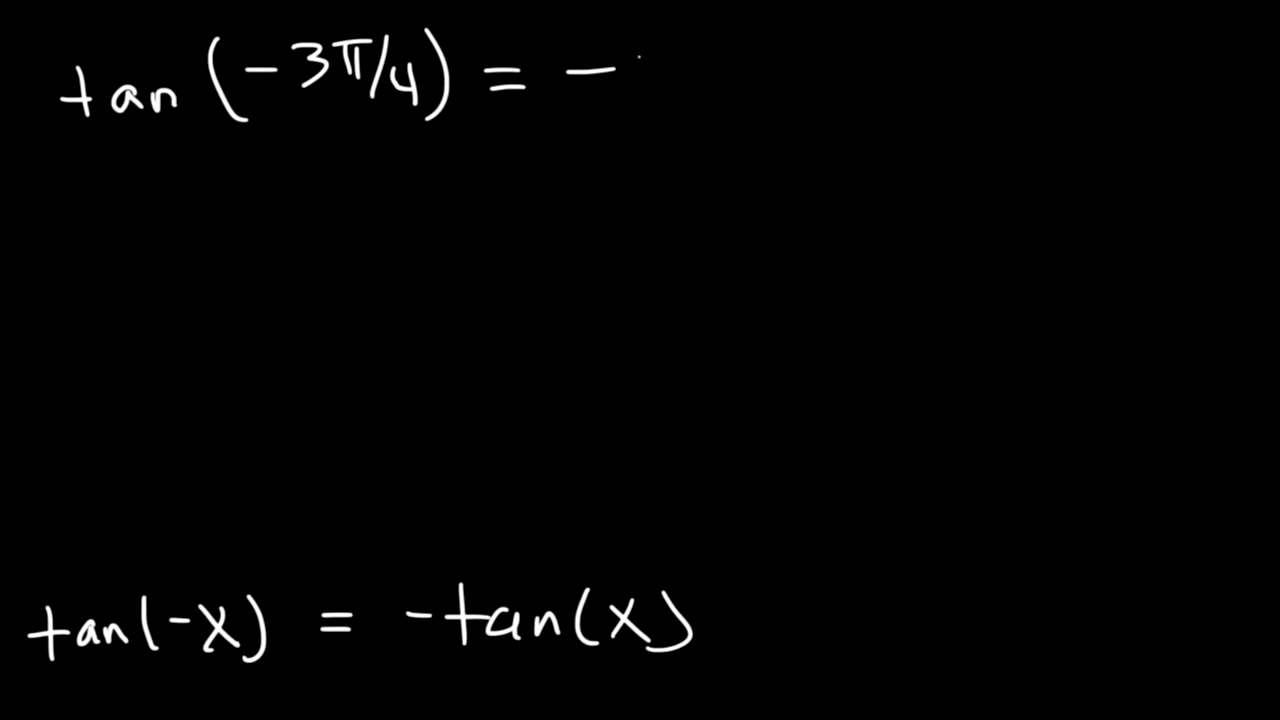 tan (-3π/4) = -
tan(-x) = -tan(x)